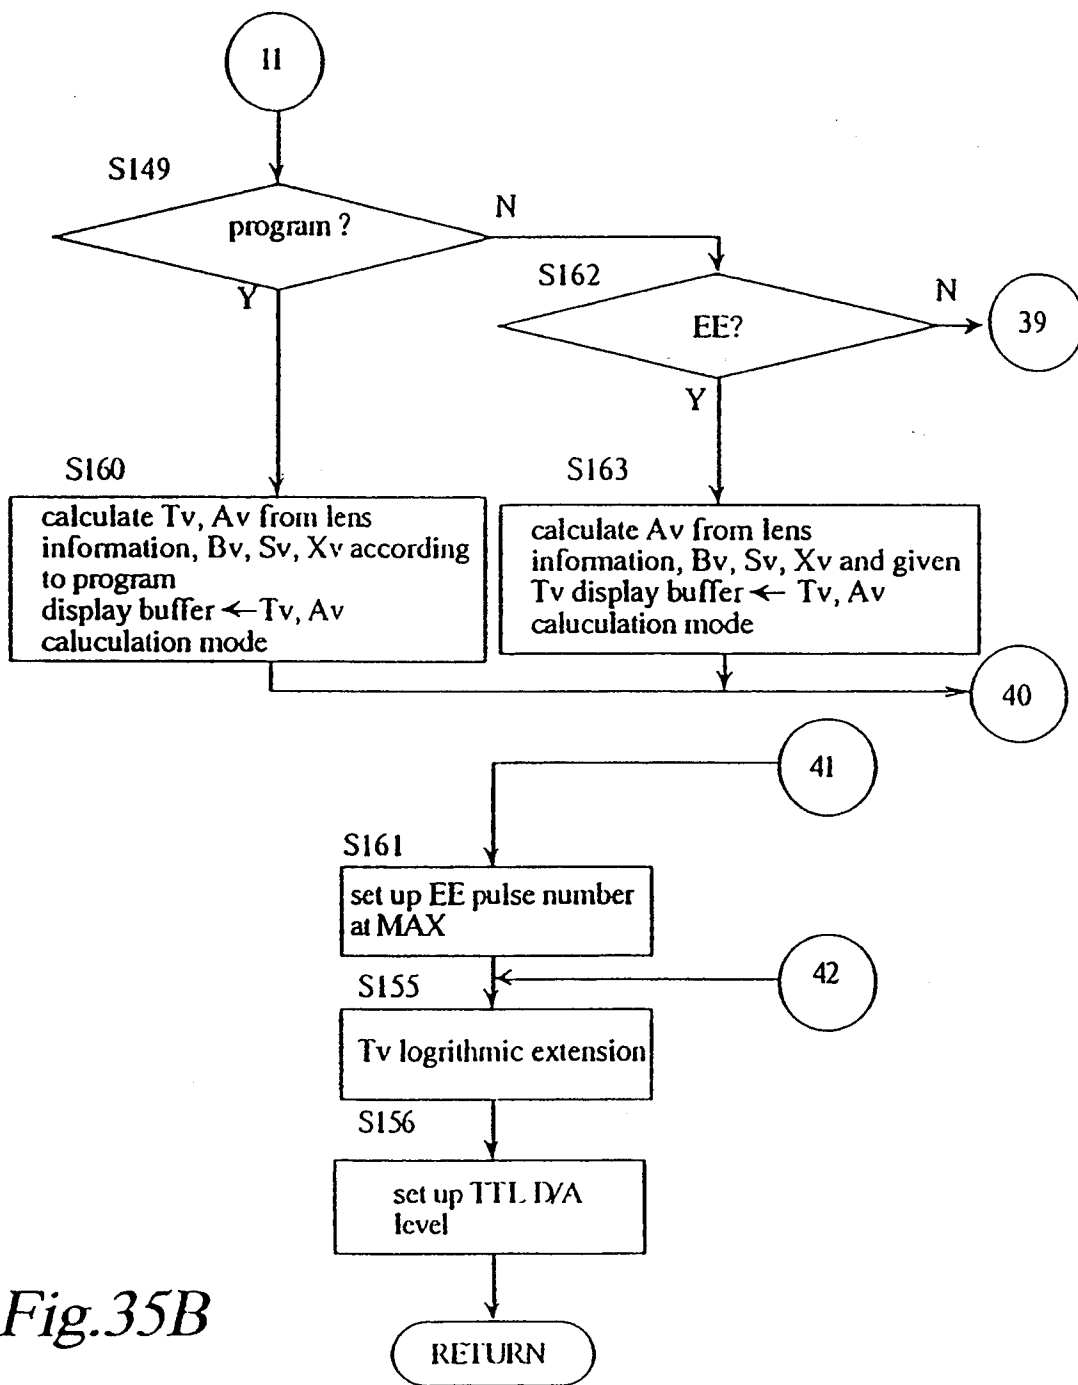 11
S149
program ?
N
Y
S162
EE?
N
39
Y
S160
calculate Tv, Av from lens
information, Bv, Sv, Xv according
to program
display buffer ← Tv, Av
caluculation mode
S163
calculate Av from lens
information, Bv, Sv, Xv and given
Tv display buffer ← Tv, Av
caluculation mode
40
41
S161
set up EE pulse number
at MAX
42
S155
Tv logrithmic extension
S156
set up TTL D/A
level
RETURN
Fig.35B